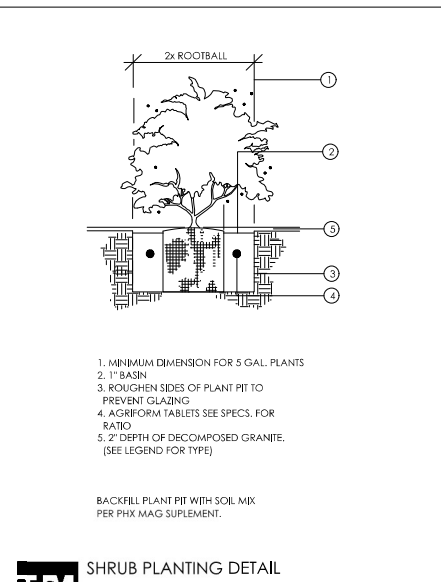 2x ROOTBALL
1
2
5
3
4
1. MINIMUM DIMENSION FOR 5 GAL. PLANTS
2. 1" BASIN
3. ROUGHEN SIDES OF PLANT PIT TO
PREVENT GLAZING
4. AGRIFORM TABLETS SEE SPECS. FOR
RATIO
5. 2" DEPTH OF DECOMPOSED GRANITE.
(SEE LEGEND FOR TYPE)
BACKFILL PLANT PIT WITH SOIL MIX
PER PHX MAG SUPLEMENT.
SHRUB PLANTING DETAIL